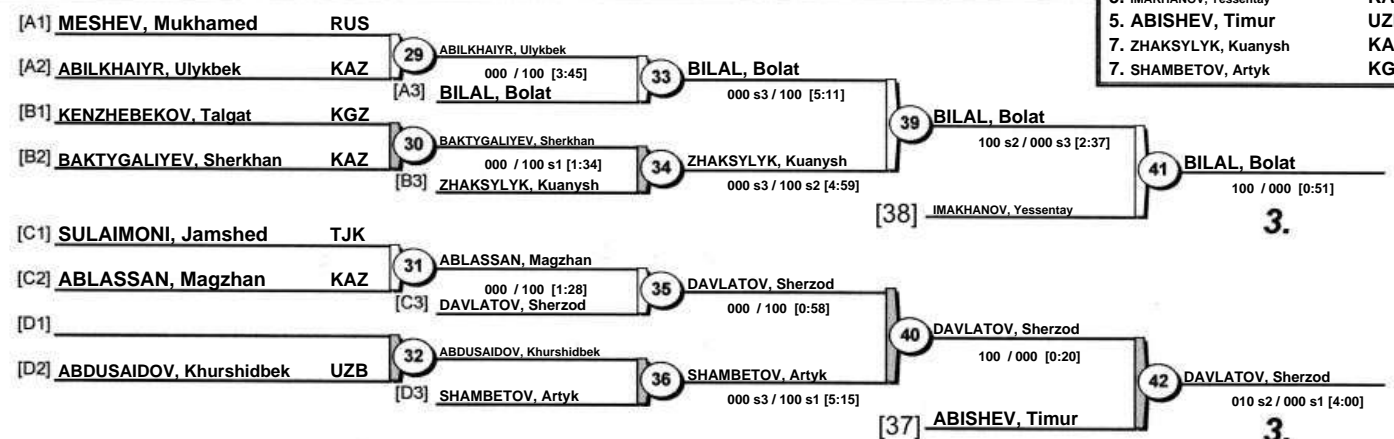 [A1] MESHEV, Mukhamed RUS
5. ABISHEV, Timur
7. ZHAKSYLYK, Kuanysh
7. SHAMBETOV, Artyk
29 ABILKHAIYR, Ulykbek
[A2] ABILKHAIYR, Ulykbek KAZ
000 / 100 [3:45]
33 BILAL, Bolat
[A3] BILAL, Bolat
000 s3 / 100 [5:11]
[B1] KENZHEBEKOV, Talgat KGZ
39 BILAL, Bolat
30 BAKTYGALIYEV, Sherkhan
100 s2 / 000 s3 [2:37]
[B2] BAKTYGALIYEV, Sherkhan KAZ
000 / 100 s1 [1:34]
34 ZHAKSYLYK, Kuanysh
41 BILAL, Bolat
[B3] ZHAKSYLYK, Kuanysh
000 s3 / 100 s2 [4:59]
100 / 000 [0:51]
[38] IMAKHANOV, Yessentay
3.
[C1] SULAIMONI, Jamshed TJK
31 ABLASSAN, Magzhan
[C2] ABLASSAN, Magzhan KAZ
000 / 100 [1:28]
35 DAVLATOV, Sherzod
[C3] DAVLATOV, Sherzod
000 / 100 [0:58]
[D1]
40 DAVLATOV, Sherzod
32 ABDUSAIDOV, Khurshidbek
100 / 000 [0:20]
[D2] ABDUSAIDOV, Khurshidbek UZB
36 SHAMBETOV, Artyk
42 DAVLATOV, Sherzod
[D3] SHAMBETOV, Artyk
000 s3 / 100 s1 [5:15]
010 s2 / 000 s1 [4:00]
[37] ABISHEV, Timur
3.